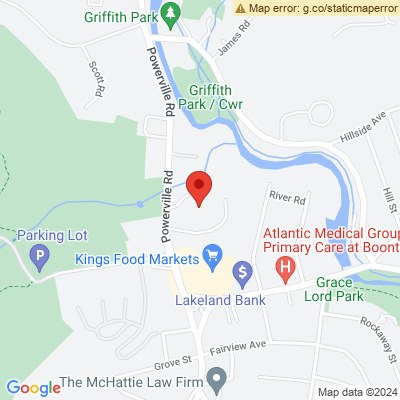 Map error: g.co/staticmaperror
Griffith Park
James Rd
Scott Rd
Powerville Rd
Griffith
Park / Cwr
Hillside Ave
Hill St
River Rd
Powerville Rd
Parking Lot
Atlantic Medical Group
Primary Care at Boont
Kings Food Markets
Grace
Lord Park
Lakeland Bank
Rockaway St
Fairview Ave
Grove St
The McHattie Law Firm
Google
Map data ©2024